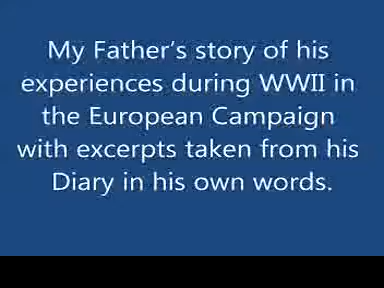 My Father's story of his
experiences during WWII in
the European Campaign
with excerpts taken from his
Diary in his own words.